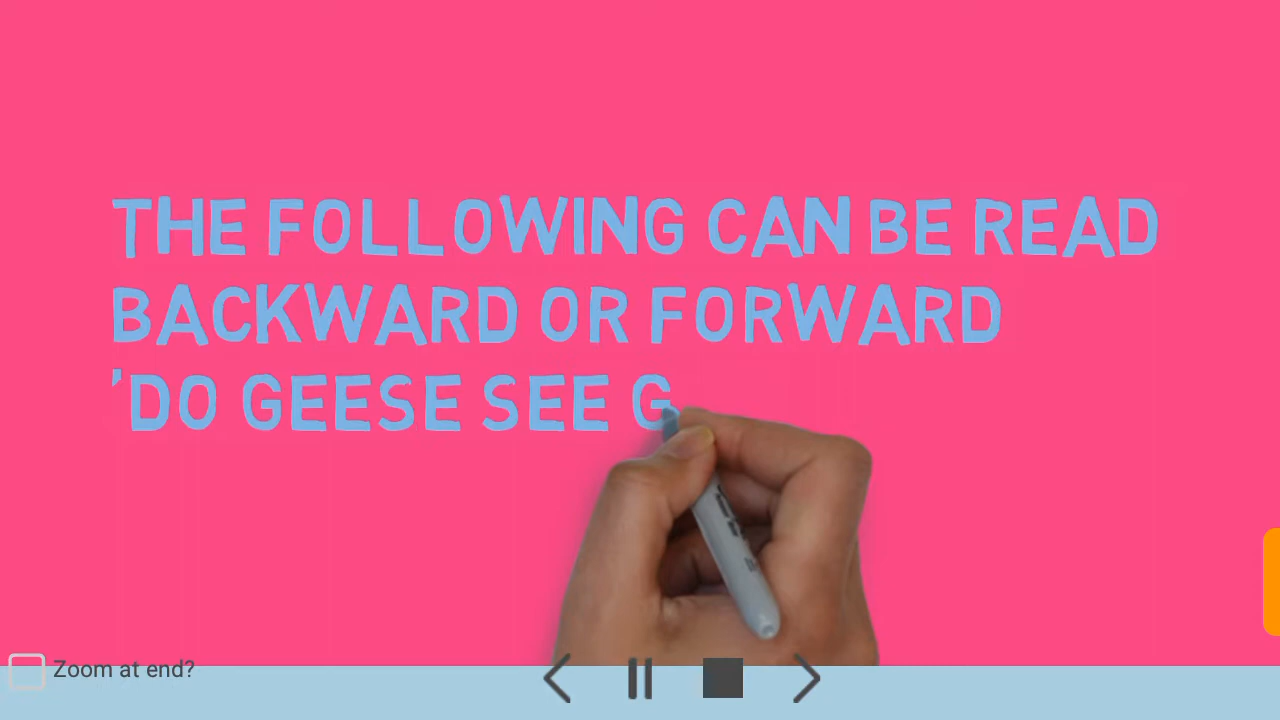 THE FOLLOWING CAN BE READ
BACKWARD OR FORWARD
'DO GEESE SEE G
Zoom at end?